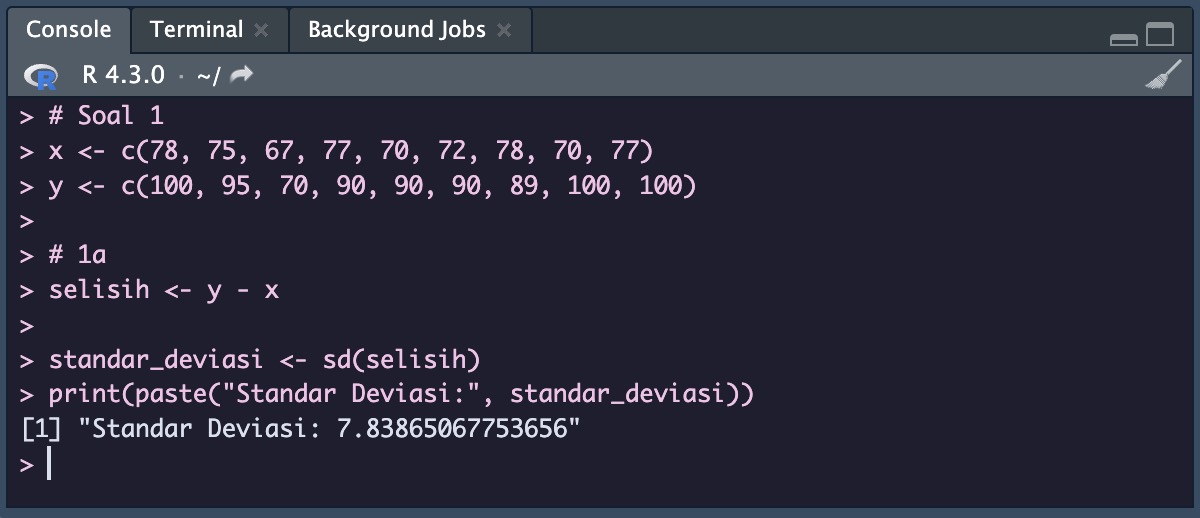 Console Terminal Background Jobs
R R 4.3.0 · ~/
> # Soal 1
> x <- c(78, 75, 67, 77, 70, 72, 78, 70, 77)
> y <- c(100, 95, 70, 90, 90, 90, 89, 100, 100)
>
> # 1a
> selisih <- y - x
>
> standar_deviasi <- sd(selisih)
> print(paste("Standar Deviasi:", standar_deviasi))
[1] "Standar Deviasi: 7.83865067753656"
>